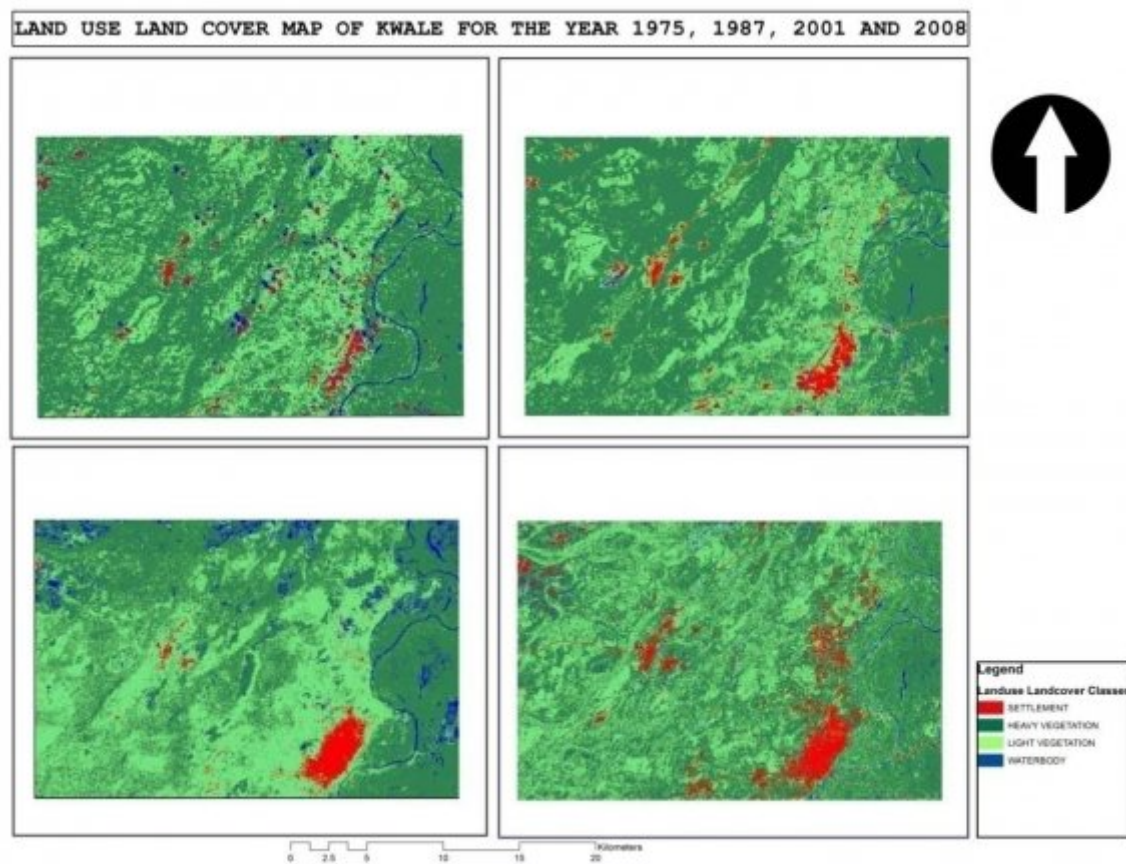 LAND USE LAND COVER MAP OF KWALE FOR THE YEAR 1975, 1987, 2001 AND 2008
Legend
Landuse Landcover Classes
SETTLEMENT
HEAVY VEGETATION
LIGHT VEGETATION
WATERBODY
Kilometers
0 2.5 5 10 15 20